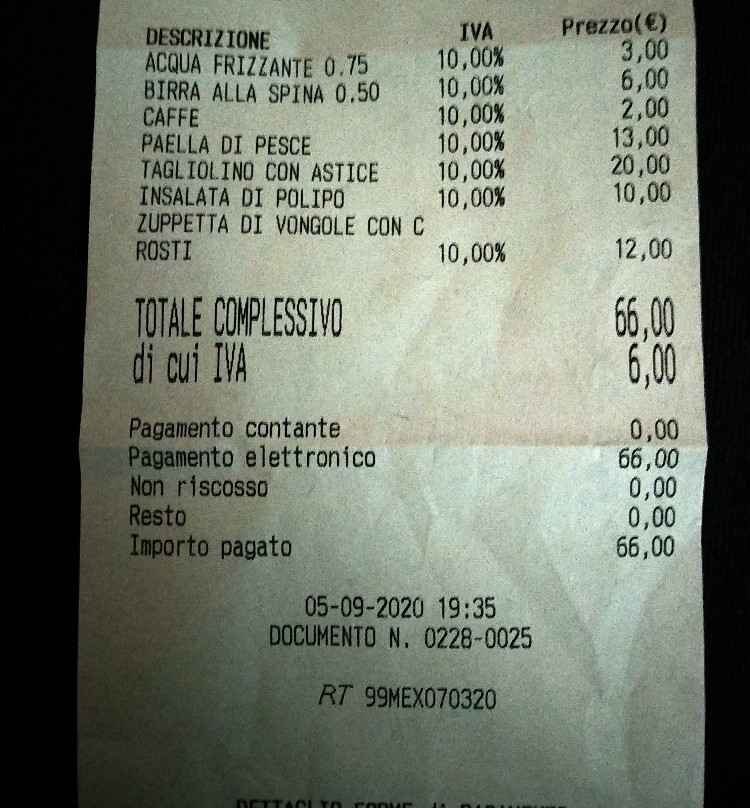 DESCRIZIONE IVA Prezzo(€)
ACQUA FRIZZANTE 0.75 10,00% 3,00
BIRRA ALLA SPINA 0.50 10,00% 6,00
CAFFE 10,00% 2,00
PAELLA DI PESCE 10,00% 13,00
TAGLIOLINO CON ASTICE 10,00% 20,00
INSALATA DI POLIPO 10,00% 10,00
ZUPPETTA DI VONGOLE CON C
ROSTI 10,00% 12,00
TOTALE COMPLESSIVO 66,00
di cui IVA 6,00
Pagamento contante 0,00
Pagamento elettronico 66,00
Non riscosso 0,00
Resto 0,00
Importo pagato 66,00
05-09-2020 19:35
DOCUMENTO N. 0228-0025
RT 99MEX070320